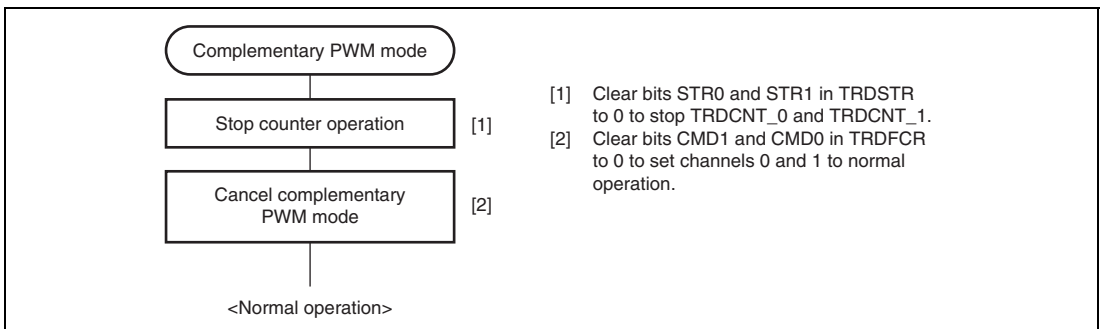 Complementary PWM mode
Stop counter operation
[1]
Cancel complementary
PWM mode
[2]
<Normal operation>
[1] Clear bits STR0 and STR1 in TRDSTR
to 0 to stop TRDCNT_0 and TRDCNT_1.
[2] Clear bits CMD1 and CMD0 in TRDFCR
to 0 to set channels 0 and 1 to normal
operation.